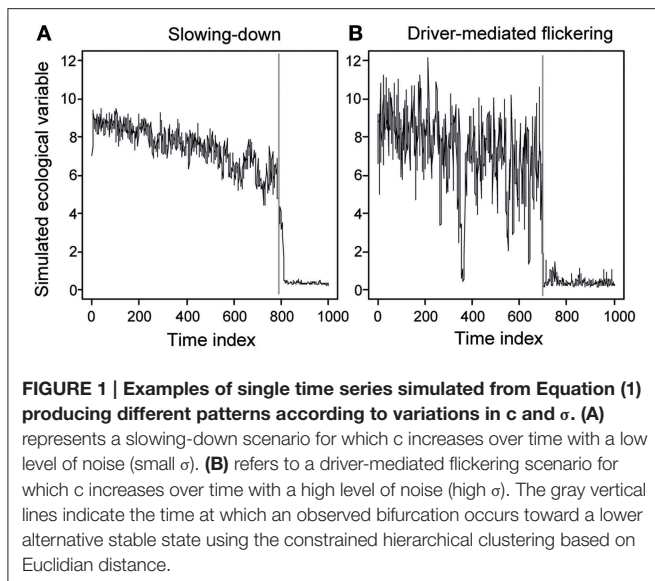 A Slowing-down
B Driver-mediated flickering
Simulated ecological variable
12
10
8
6
4
2
0
0 200 400 600 800 1000
Time index
12
10
8
6
4
2
0
0 200 400 600 800 1000
Time index
FIGURE 1 | Examples of single time series simulated from Equation (1)
producing different patterns according to variations in c and σ. (A)
represents a slowing-down scenario for which c increases over time with a low
level of noise (small σ). (B) refers to a driver-mediated flickering scenario for
which c increases over time with a high level of noise (high σ). The gray vertical
lines indicate the time at which an observed bifurcation occurs toward a lower
alternative stable state using the constrained hierarchical clustering based on
Euclidian distance.